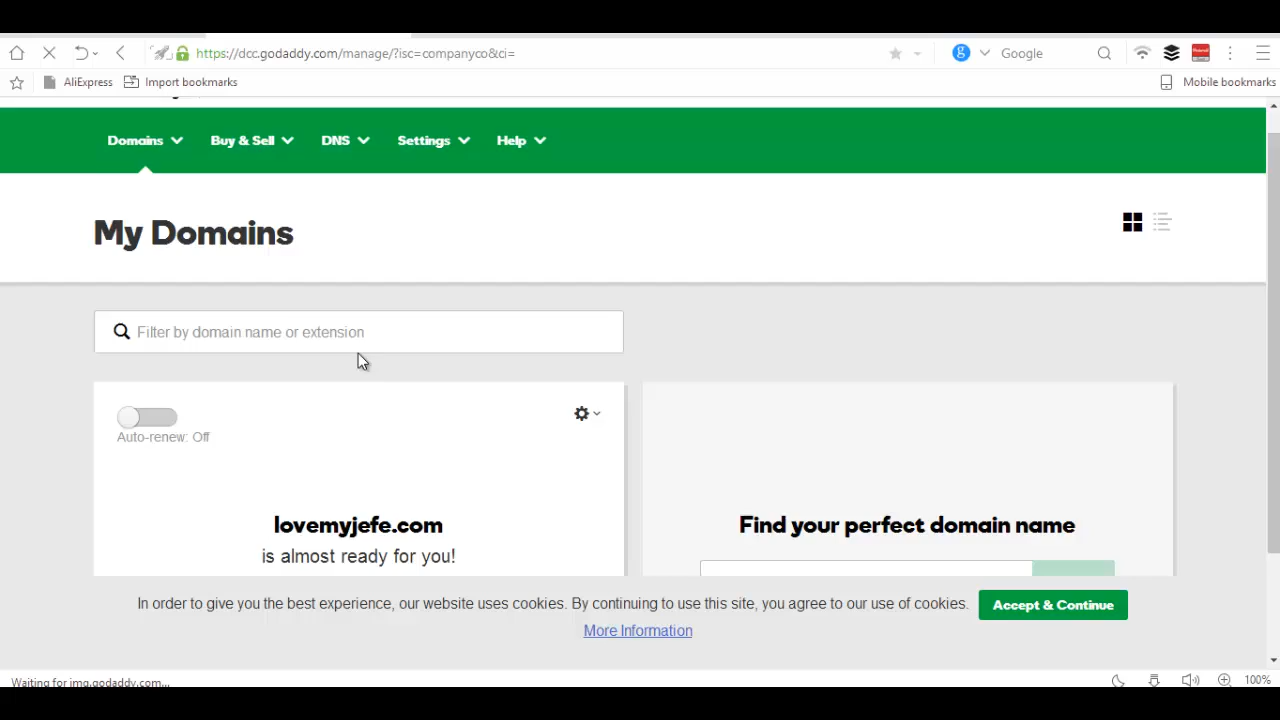 https://dcc.godaddy.com/manage/?isc=companyco&ci=
Google
AliExpress
Import bookmarks
Mobile bookmarks
Domains
Buy & Sell
DNS
Settings
Help
My Domains
Filter by domain name or extension
Auto-renew: Off
lovemyjefe.com
is almost ready for you!
Find your perfect domain name
In order to give you the best experience, our website uses cookies. By continuing to use this site, you agree to our use of cookies.
Accept & Continue
More Information
Waiting for img.godaddy.com...
100%